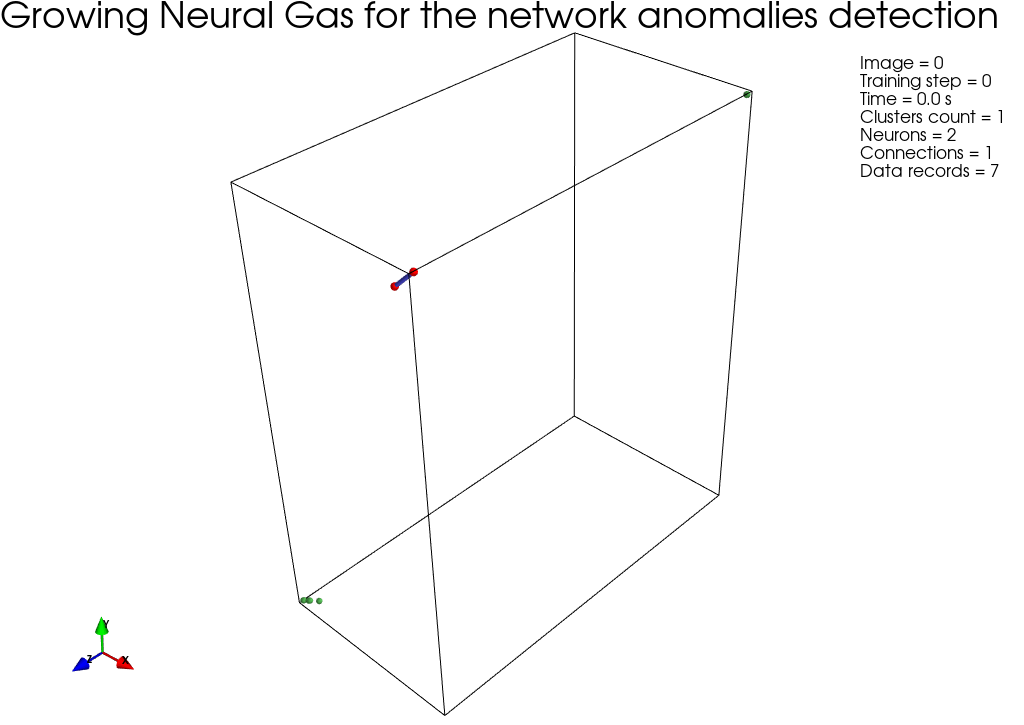 Growing Neural Gas for the network anomalies detection
Image = 0
Training step = 0
Time = 0.0 s
Clusters count = 1
Neurons = 2
Connections = 1
Data records = 7
Y
Z
X